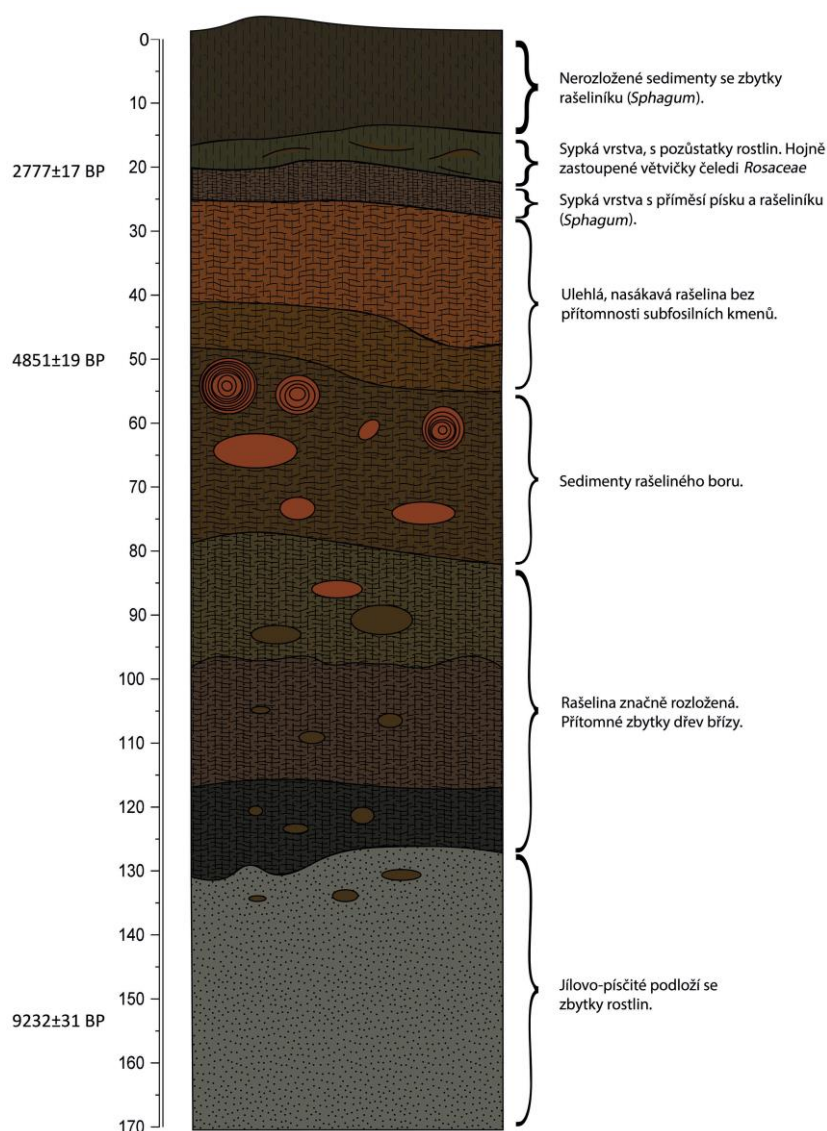 0
10
20
30
40
50
60
70
80
90
100
110
120
130
140
150
160
170
2777±17 BP
4851±19 BP
9232±31 BP
Nerozložené sedimenty se zbytky
rašeliníku (Sphagum).
Sypká vrstva, s pozůstatky rostlin. Hojně
zastoupené větvičky čeledi Rosaceae
Sypká vrstva s příměsí písku a rašeliníku
(Sphagum).
Ulehlá, nasákavá rašelina bez
přítomnosti subfosilních kmenů.
Sedimenty rašeliného boru.
Rašelina značně rozložená.
Přítomné zbytky dřev břízy.
Jílovo-písčité podloží se
zbytky rostlin.